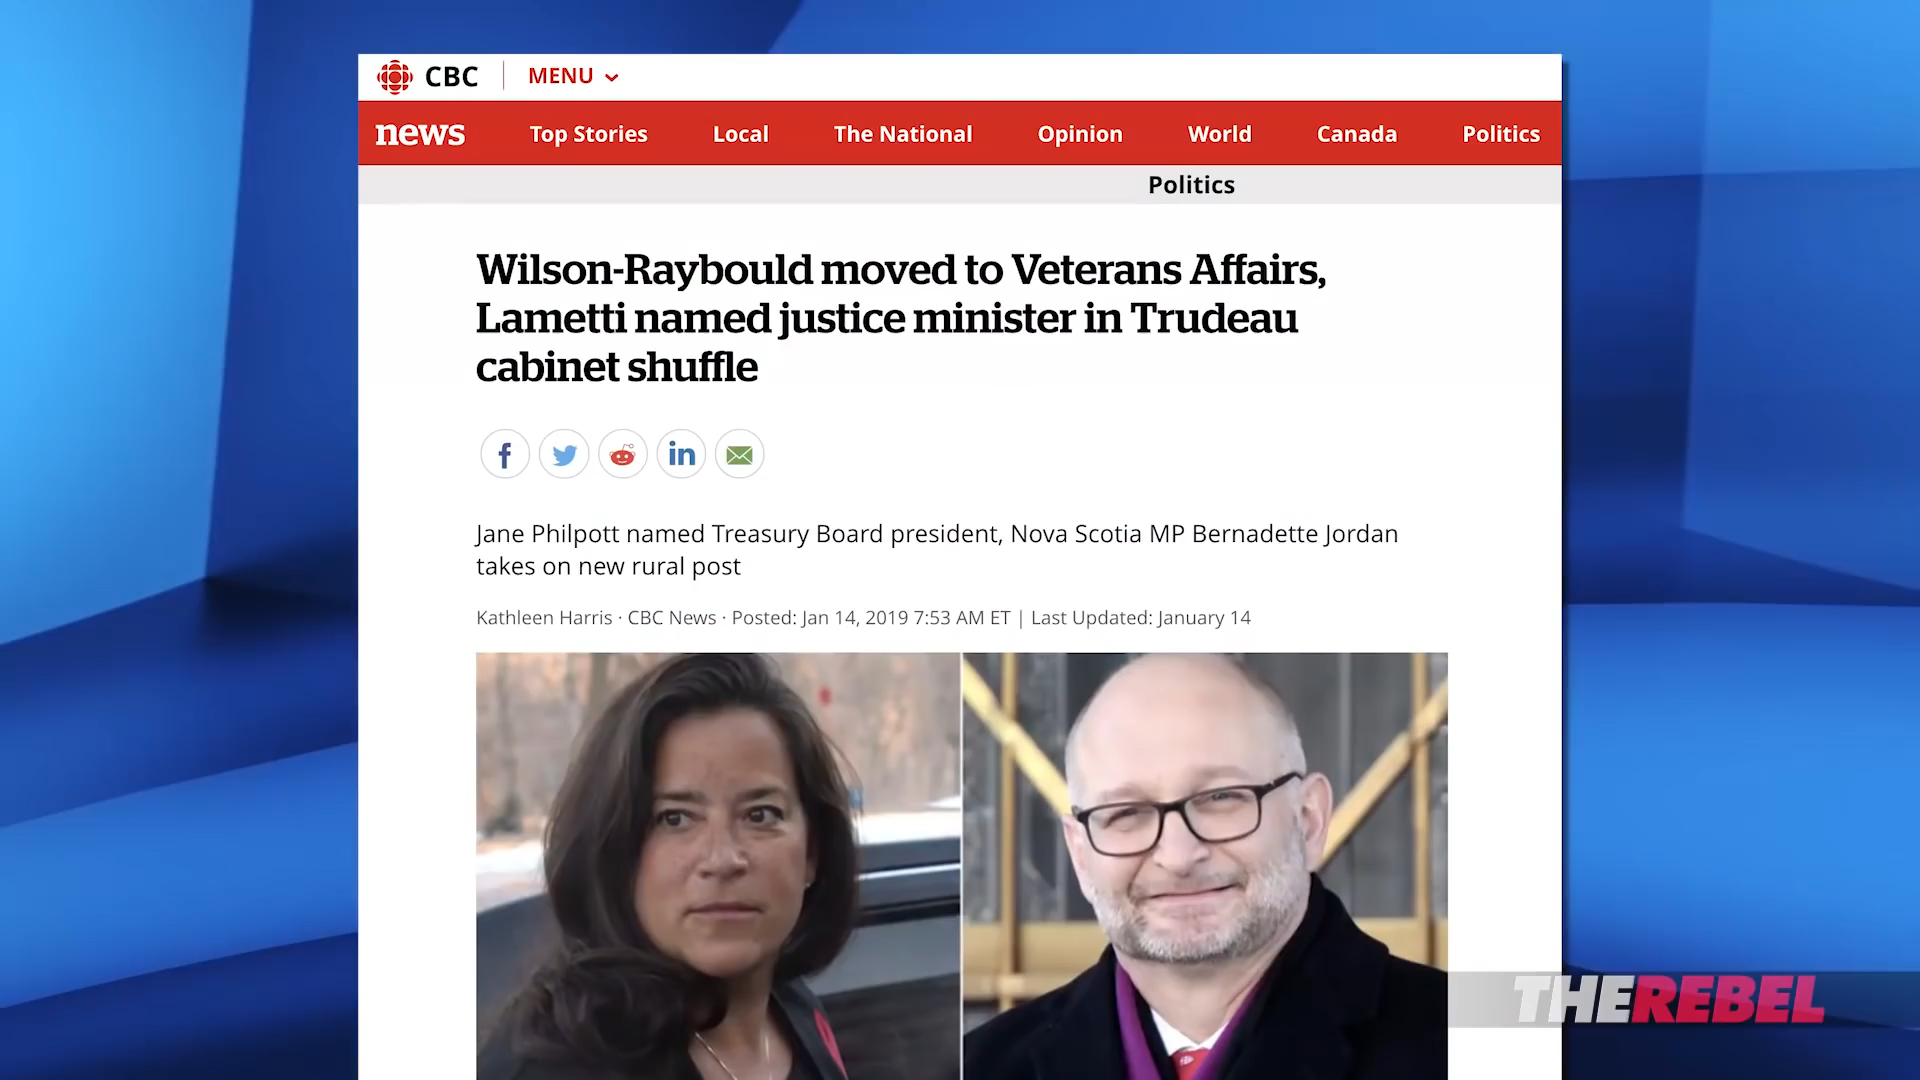 CBC
MENU
news
Top Stories
Local
The National
Opinion
World
Canada
Politics
Politics
Wilson-Raybould moved to Veterans Affairs,
Lametti named justice minister in Trudeau
cabinet shuffle
f
in
Jane Philpott named Treasury Board president, Nova Scotia MP Bernadette Jordan
takes on new rural post
Kathleen Harris · CBC News · Posted: Jan 14, 2019 7:53 AM ET | Last Updated: January 14
THEREBEL